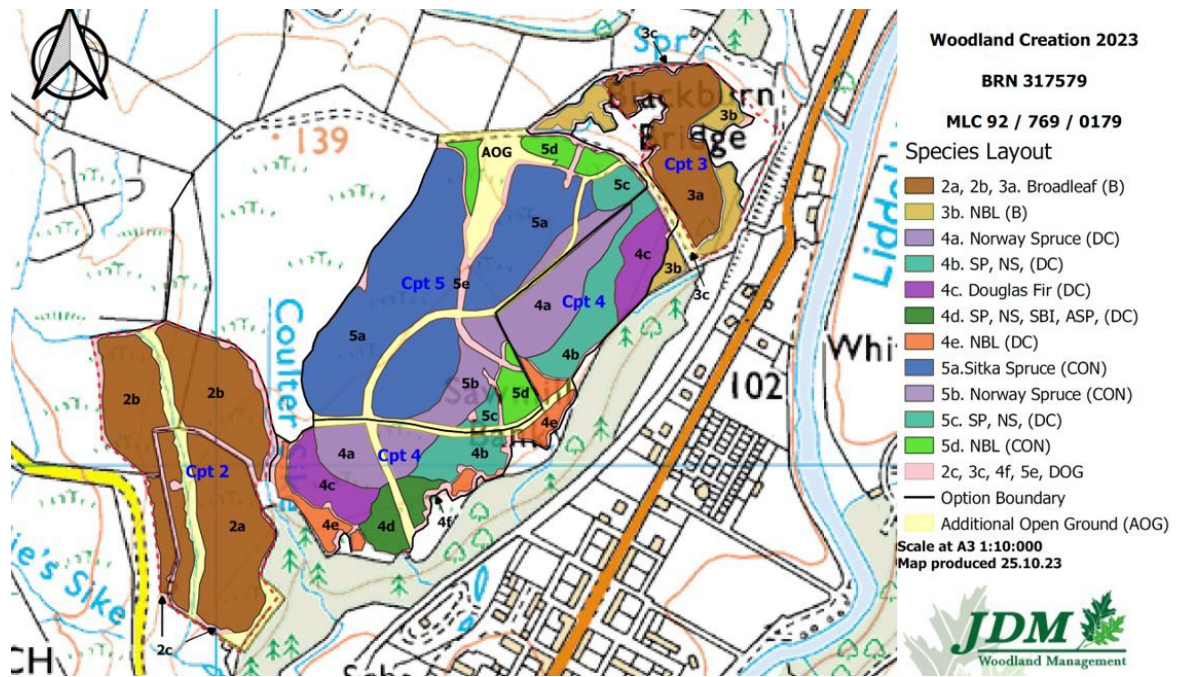 Woodland Creation 2023
BRN 317579
MLC 92 / 769 / 0179
Species Layout
2a, 2b, 3a. Broadleaf (B)
3b. NBL (B)
4a. Norway Spruce (DC)
4b. SP, NS, (DC)
4c. Douglas Fir (DC)
4d. SP, NS, SBI, ASP, (DC)
4e. NBL (DC)
5a.Sitka Spruce (CON)
5b. Norway Spruce (CON)
5c. SP, NS, (DC)
5d. NBL (CON)
2c, 3c, 4f, 5e, DOG
Option Boundary
Additional Open Ground (AOG)
Scale at A3 1:10:000
Map produced 25.10.23
JDM
Woodland Management
3c
Spr
Blackburn
3b
Bridge
139
AOG
5d
Cpt 3
5c
3a
5a
4c
3b
Cpt 5
5e
3c
4a
Cpt 4
5a
Coulter
4b
Whi
5b
102
2b
2b
5d
5c
4e
Bank
4a
Cpt 4
4b
Cpt 2
4c
2a
4e
4d
4f
ie's Sike
2c
CH